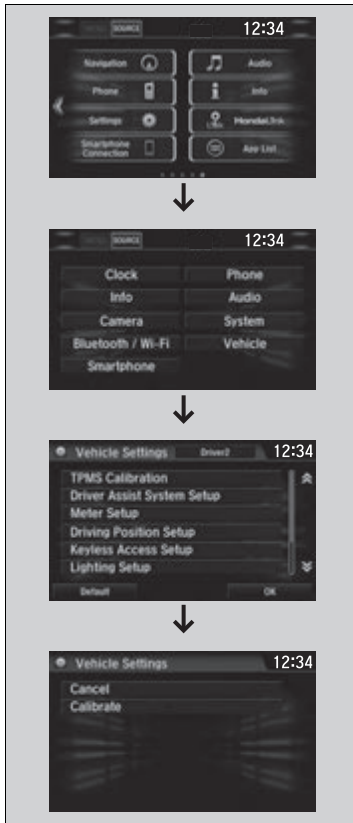 SOURCE 12:34
Navigation Audio
Phone Info
Settings HondaLink
Smartphone Connection App List
SOURCE 12:34
Clock Phone
Info Audio
Camera System
Bluetooth / Wi-Fi Vehicle
Smartphone
Vehicle Settings Driver2 12:34
TPMS Calibration
Driver Assist System Setup
Meter Setup
Driving Position Setup
Keyless Access Setup
Lighting Setup
Default OK
Vehicle Settings 12:34
Cancel
Calibrate